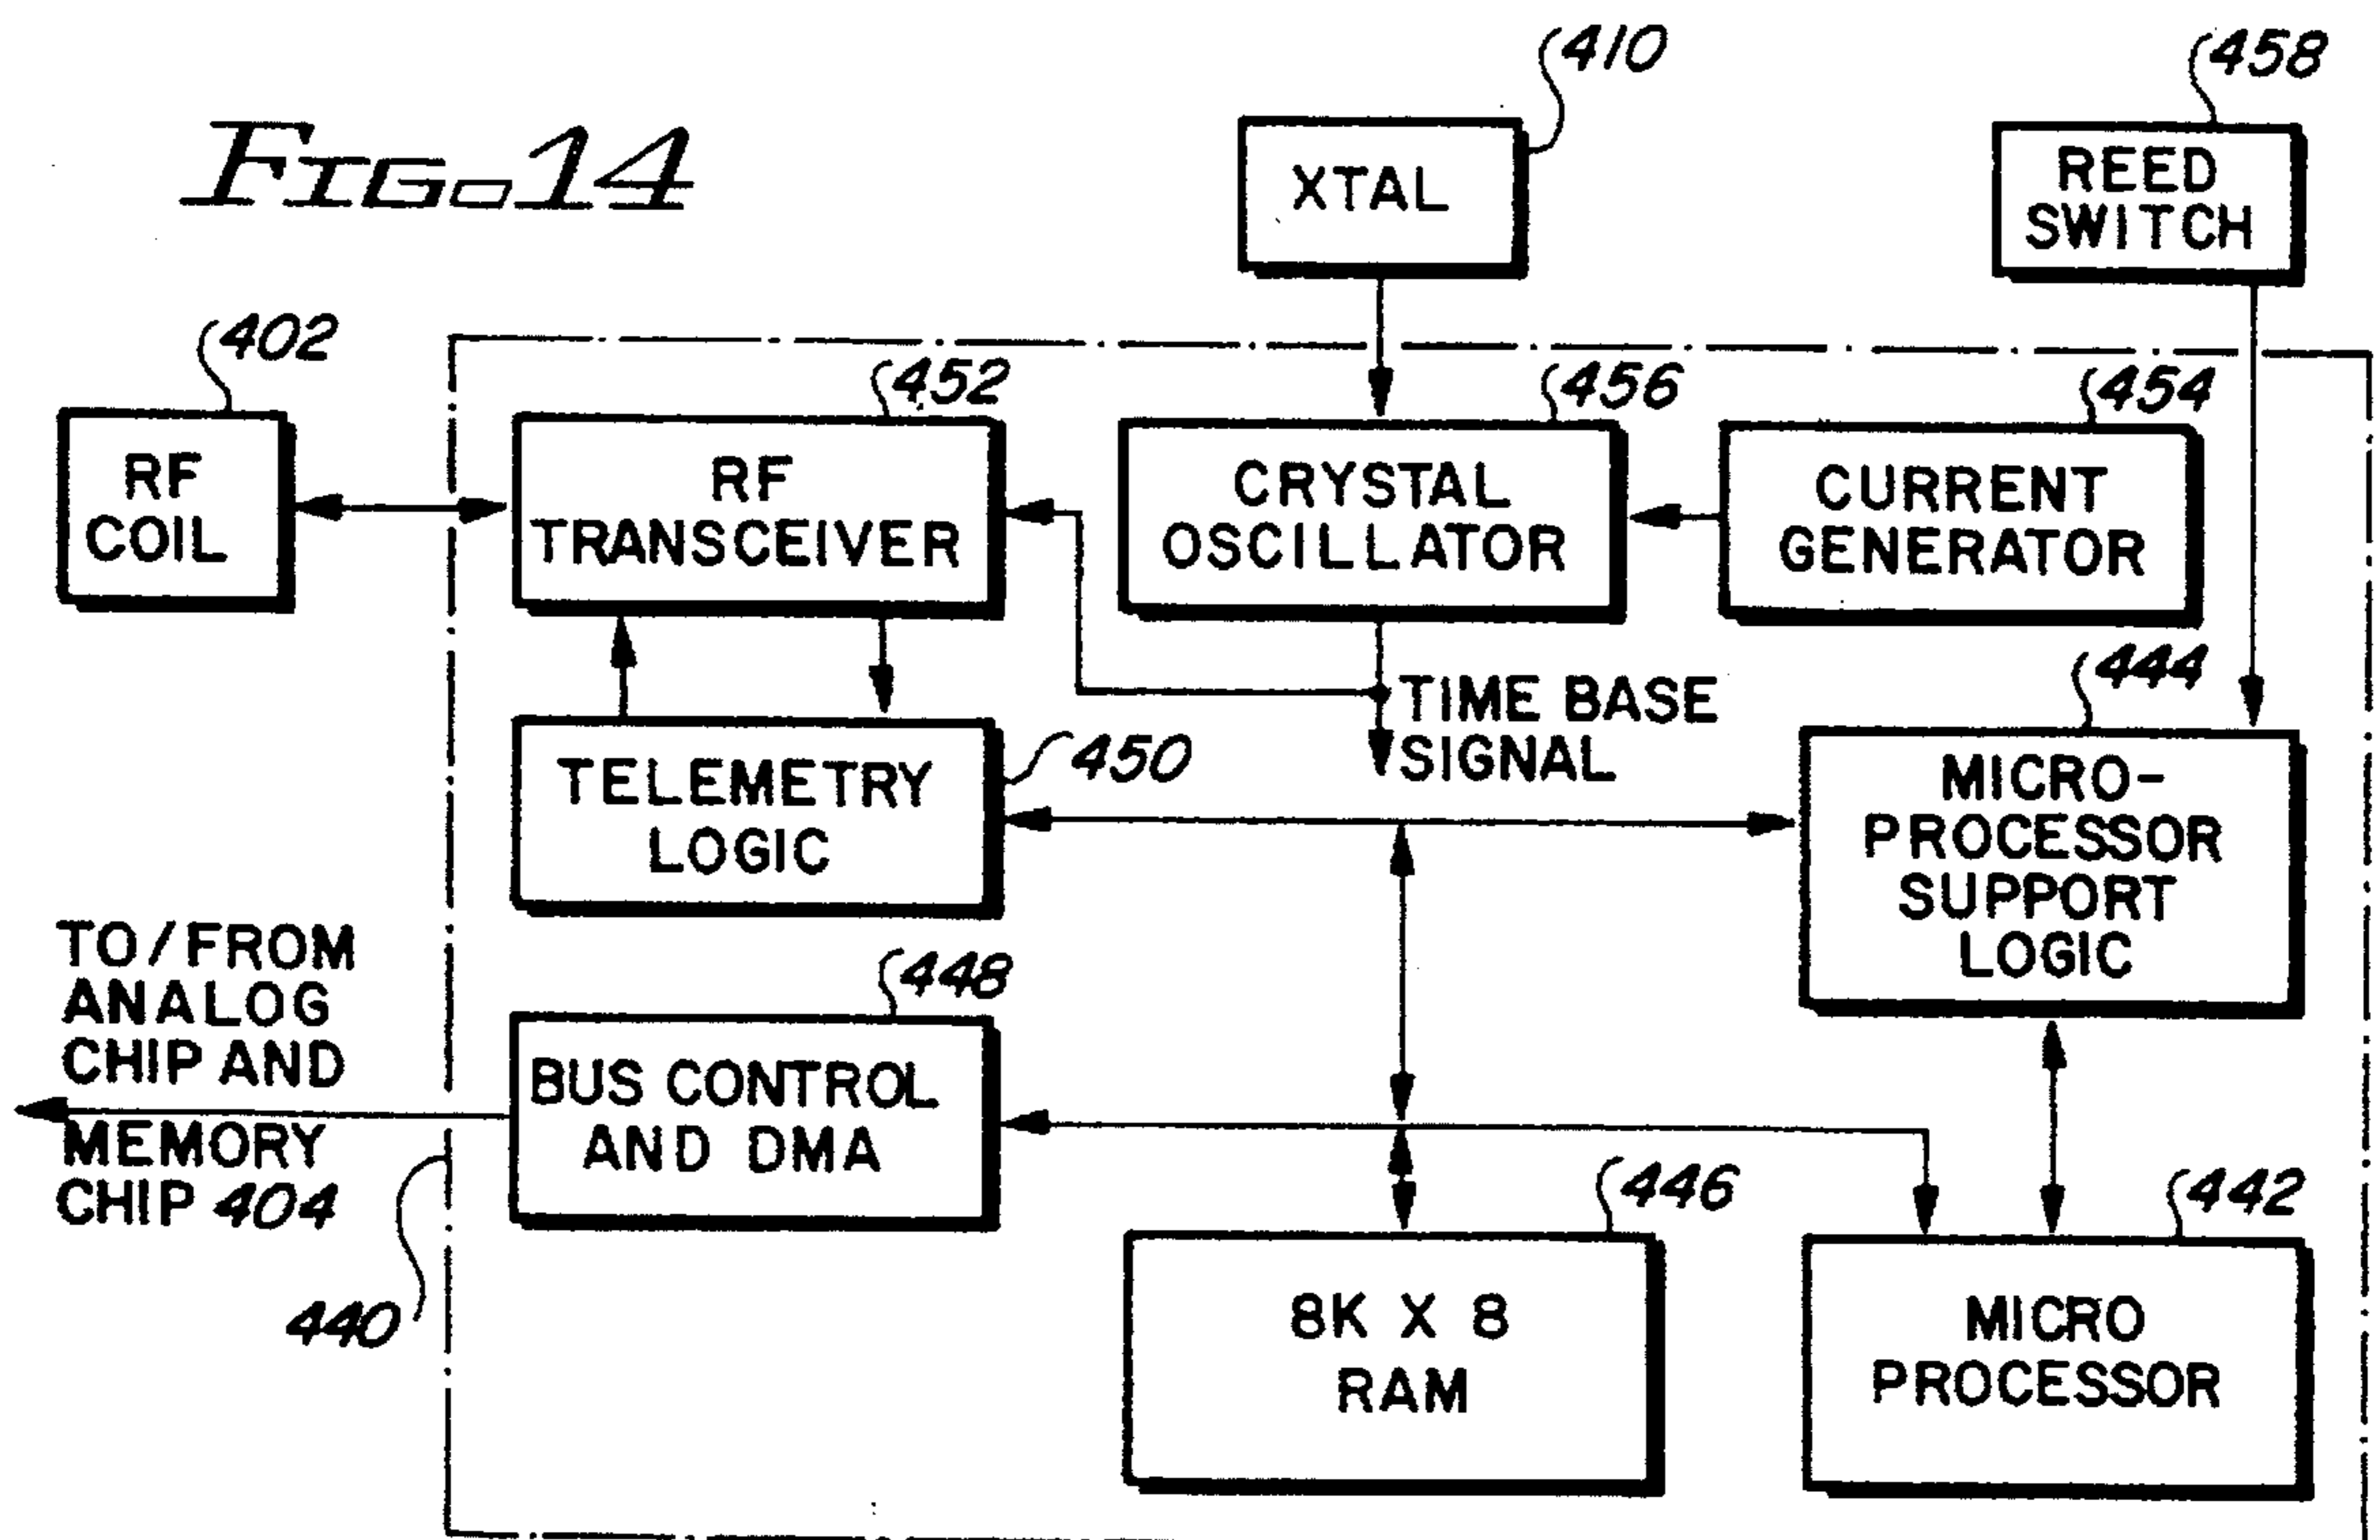 FIG. 14
410
XTAL
458
REED
SWITCH
402
RF
COIL
452
RF
TRANSCEIVER
456
CRYSTAL
OSCILLATOR
454
CURRENT
GENERATOR
TIME BASE
SIGNAL
444
MICRO-
PROCESSOR
SUPPORT
LOGIC
450
TELEMETRY
LOGIC
TO/FROM
ANALOG
CHIP AND
MEMORY
CHIP 404
448
BUS CONTROL
AND DMA
440
446
8K X 8
RAM
442
MICRO
PROCESSOR